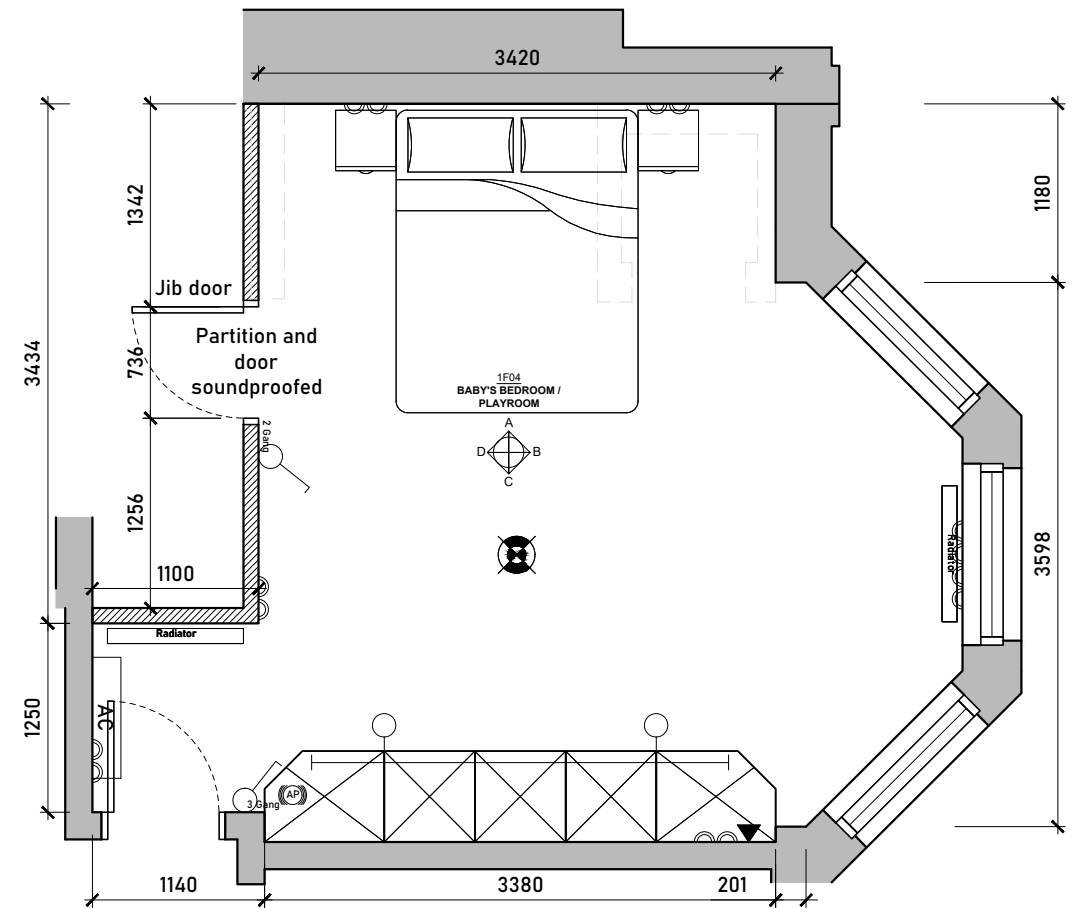 3420
1342
1180
Jib door
Partition and
door
soundproofed
736
3434
1F04
BABY'S BEDROOM /
PLAYROOM
A
D
B
C
2 Gang
1256
1100
Radiator
3598
Radiator
1250
AC
3 Gang
AP
1140
3380
201